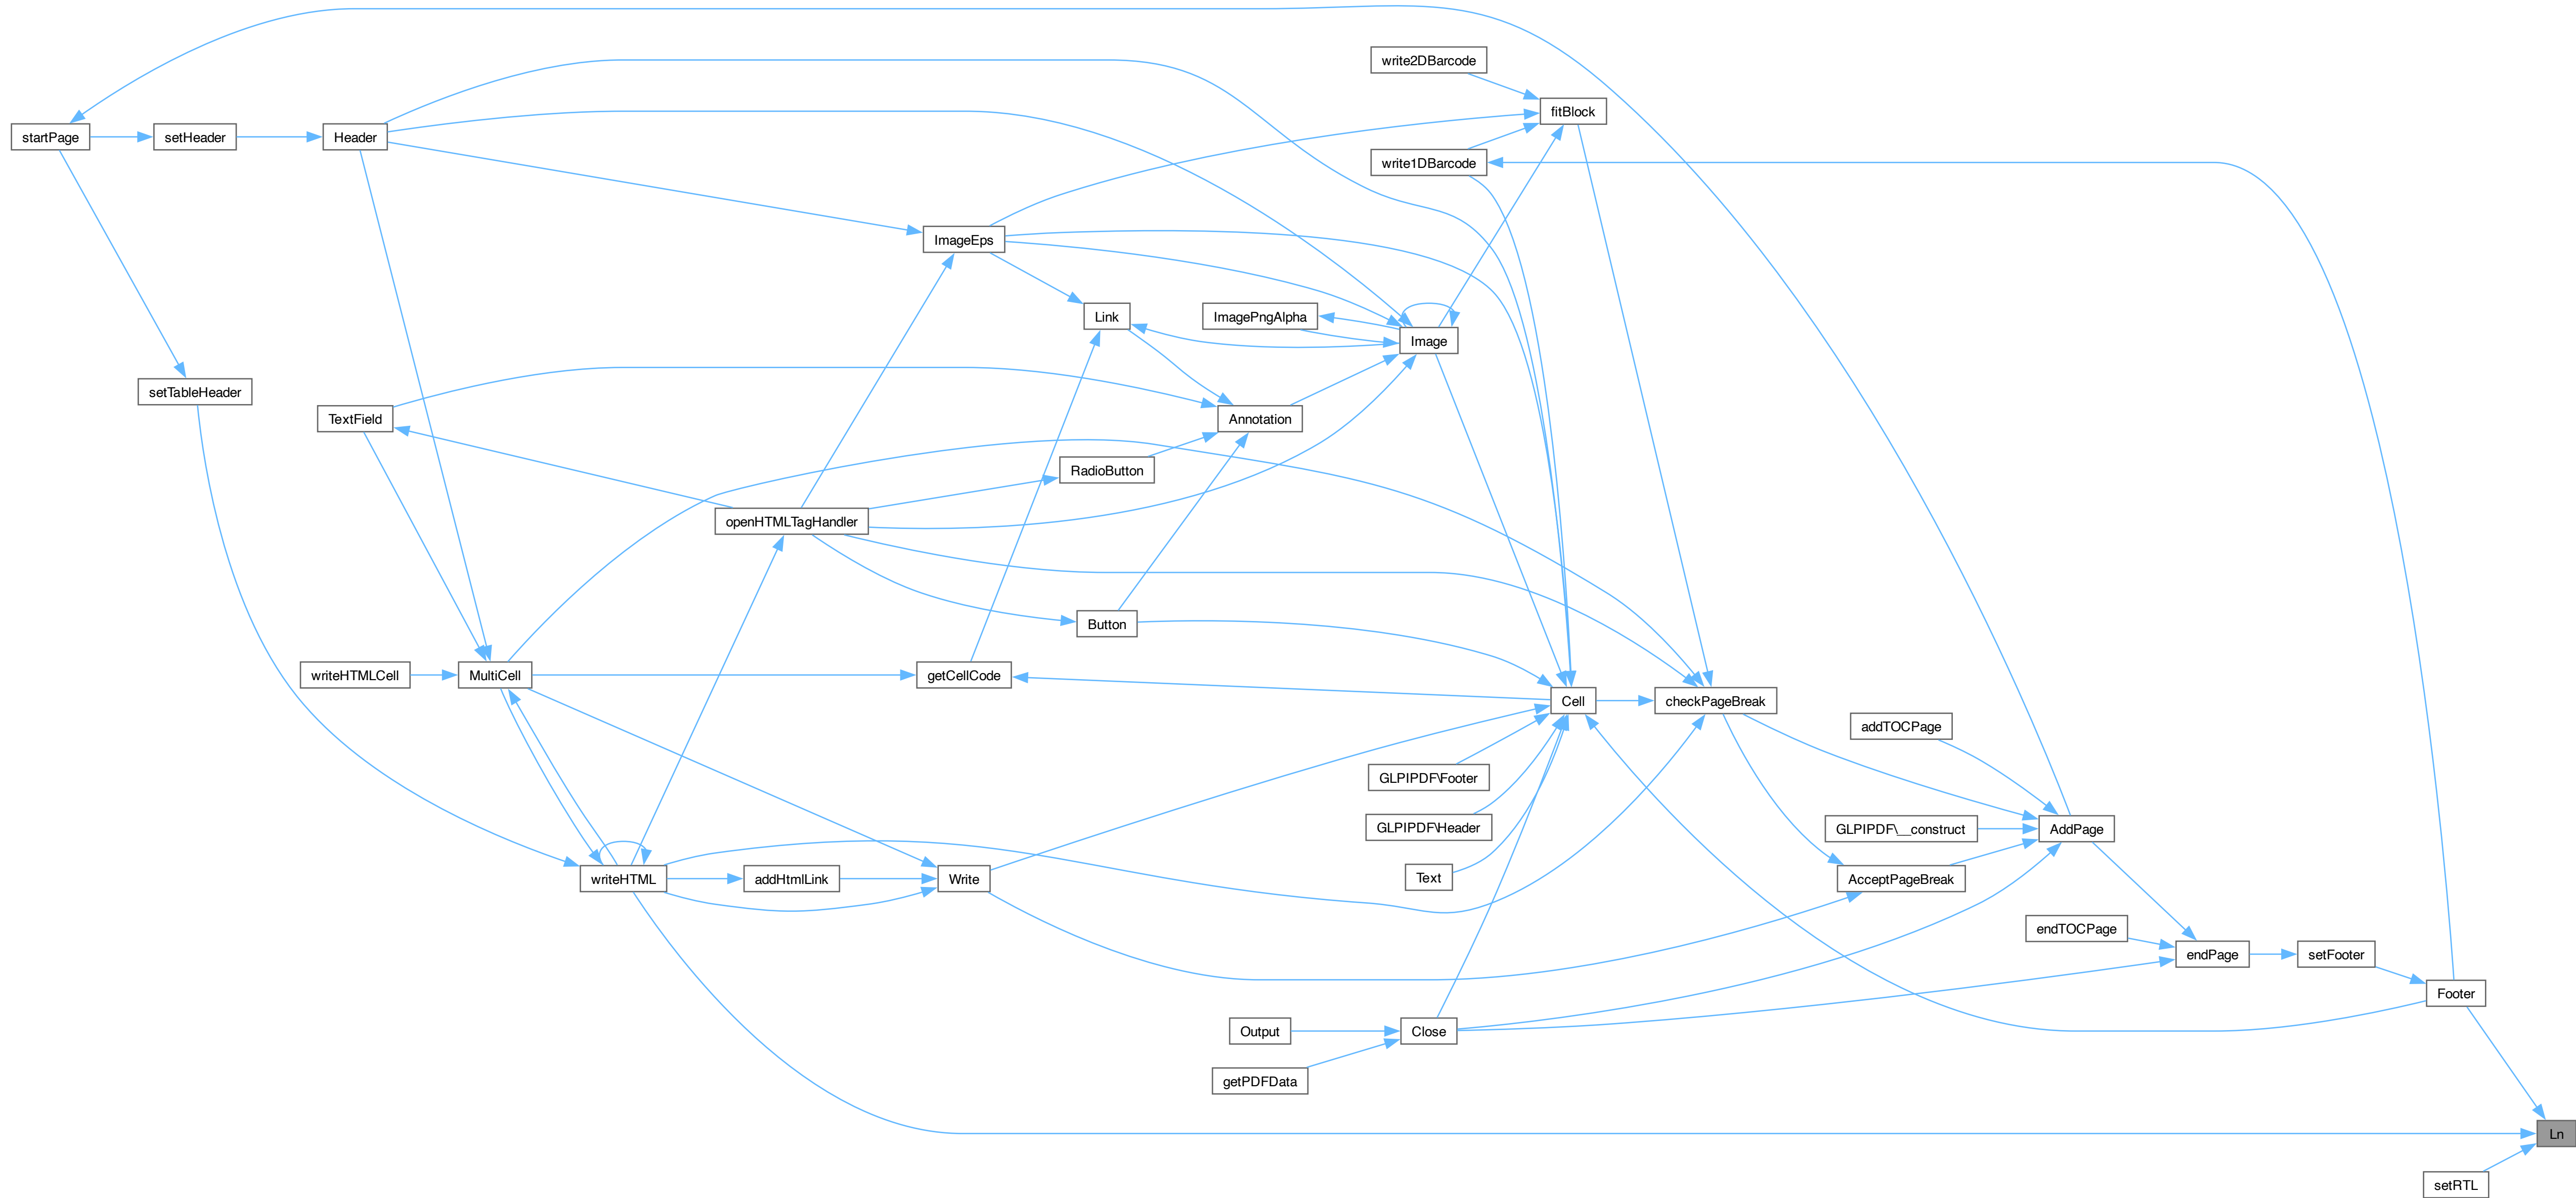 write2DBarcode
fitBlock
startPage
setHeader
Header
write1DBarcode
ImageEps
Link
ImagePngAlpha
Image
setTableHeader
TextField
Annotation
RadioButton
openHTMLTagHandler
Button
writeHTMLCell
MultiCell
getCellCode
Cell
checkPageBreak
addTOCPage
GLPIPDF\Footer
GLPIPDF\Header
GLPIPDF\__construct
AddPage
writeHTML
addHtmlLink
Write
Text
AcceptPageBreak
endTOCPage
endPage
setFooter
Footer
Output
Close
getPDFData
Ln
setRTL